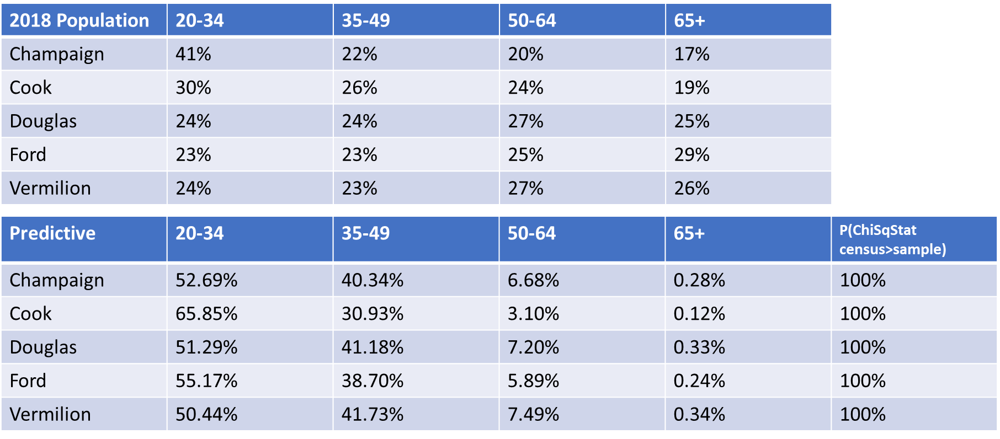 2018 Population 20-34 35-49 50-64 65+
Champaign 41% 22% 20% 17%
Cook 30% 26% 24% 19%
Douglas 24% 24% 27% 25%
Ford 23% 23% 25% 29%
Vermilion 24% 23% 27% 26%
Predictive 20-34 35-49 50-64 65+ P(ChiSqStat
census>sample)
Champaign 52.69% 40.34% 6.68% 0.28% 100%
Cook 65.85% 30.93% 3.10% 0.12% 100%
Douglas 51.29% 41.18% 7.20% 0.33% 100%
Ford 55.17% 38.70% 5.89% 0.24% 100%
Vermilion 50.44% 41.73% 7.49% 0.34% 100%